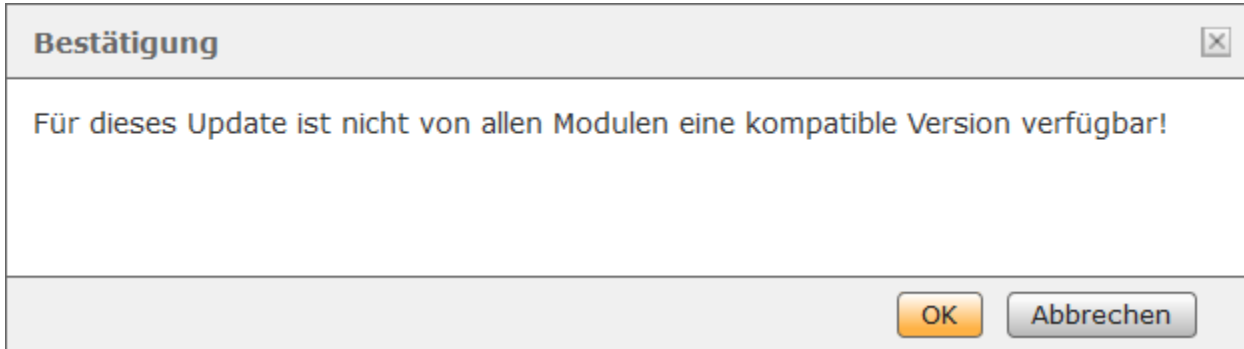 Bestätigung
Für dieses Update ist nicht von allen Modulen eine kompatible Version verfügbar!
OK
Abbrechen